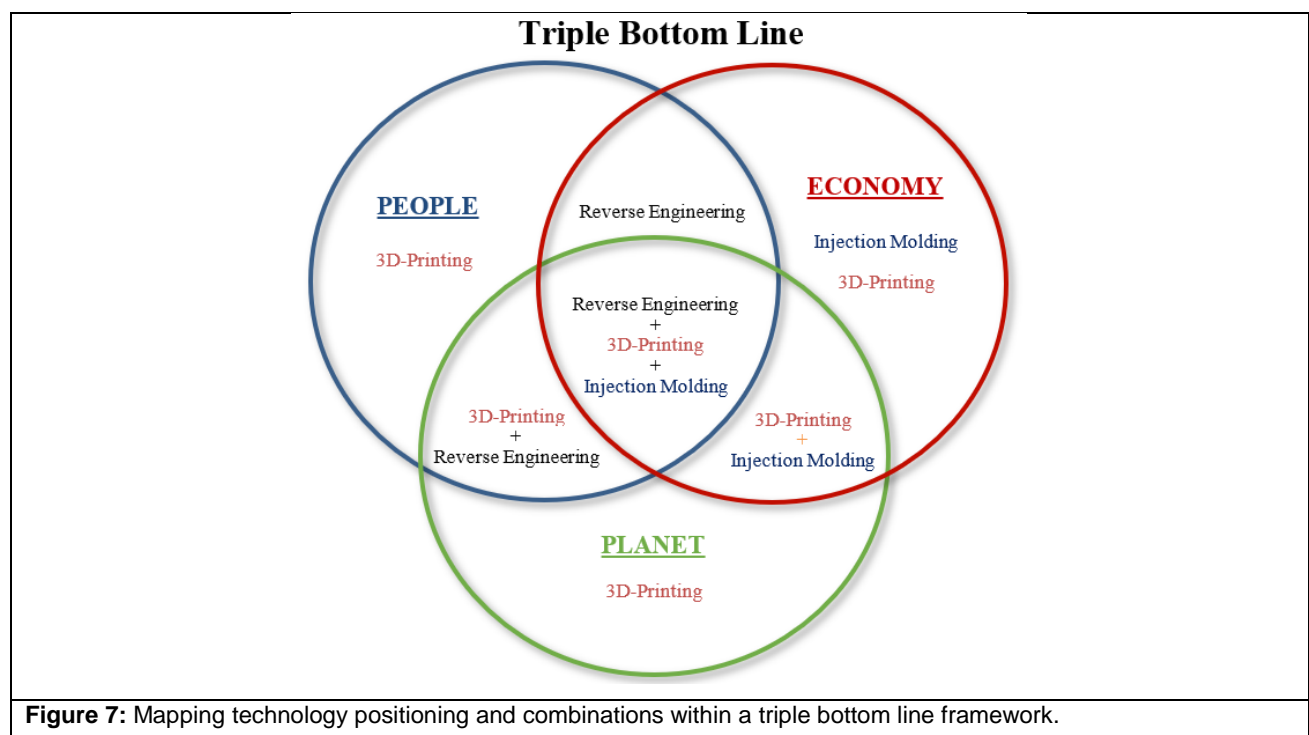 Triple Bottom Line
PEOPLE
3D-Printing
Reverse Engineering
ECONOMY
Injection Molding
3D-Printing
Reverse Engineering
+
3D-Printing
+
Injection Molding
3D-Printing
+
Reverse Engineering
3D-Printing
+
Injection Molding
PLANET
3D-Printing
Figure 7: Mapping technology positioning and combinations within a triple bottom line framework.